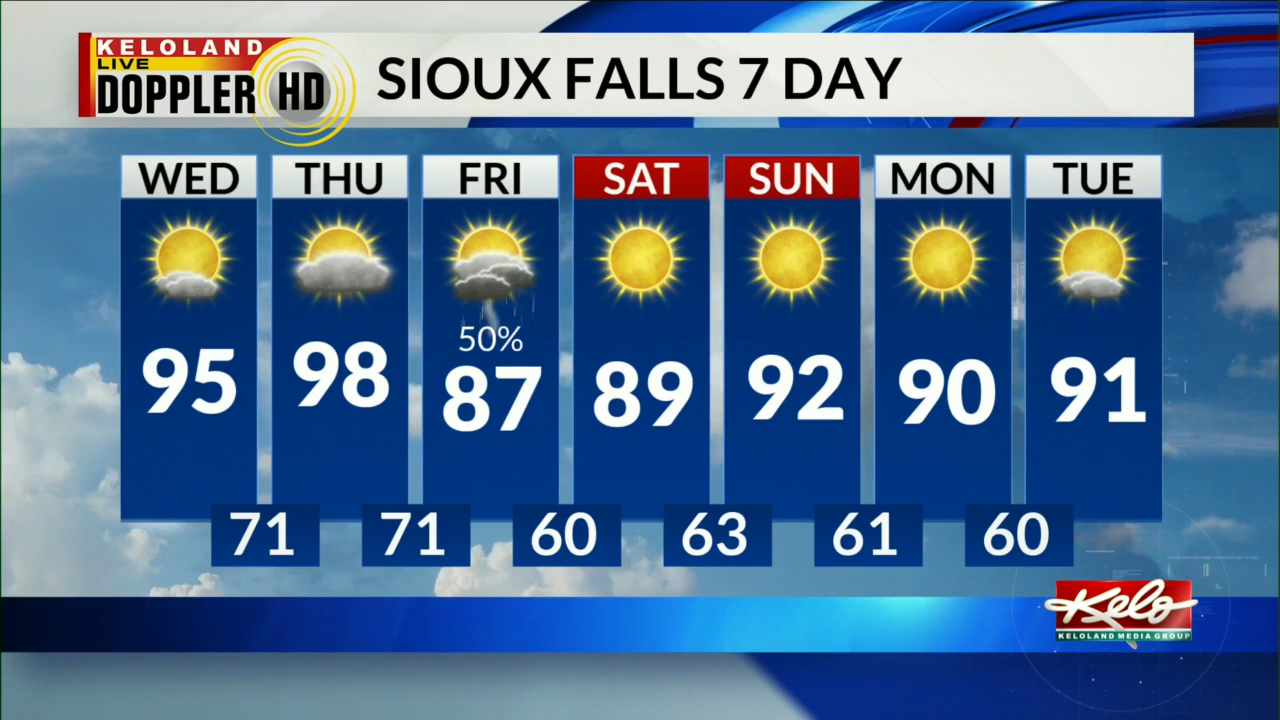 KELOLAND
LIVE
DOPPLER HD
SIOUX FALLS 7 DAY
WED THU FRI SAT SUN MON TUE
50%
95 98 87 89 92 90 91
71 71 60 63 61 60
Kelo
KELOLAND MEDIA GROUP